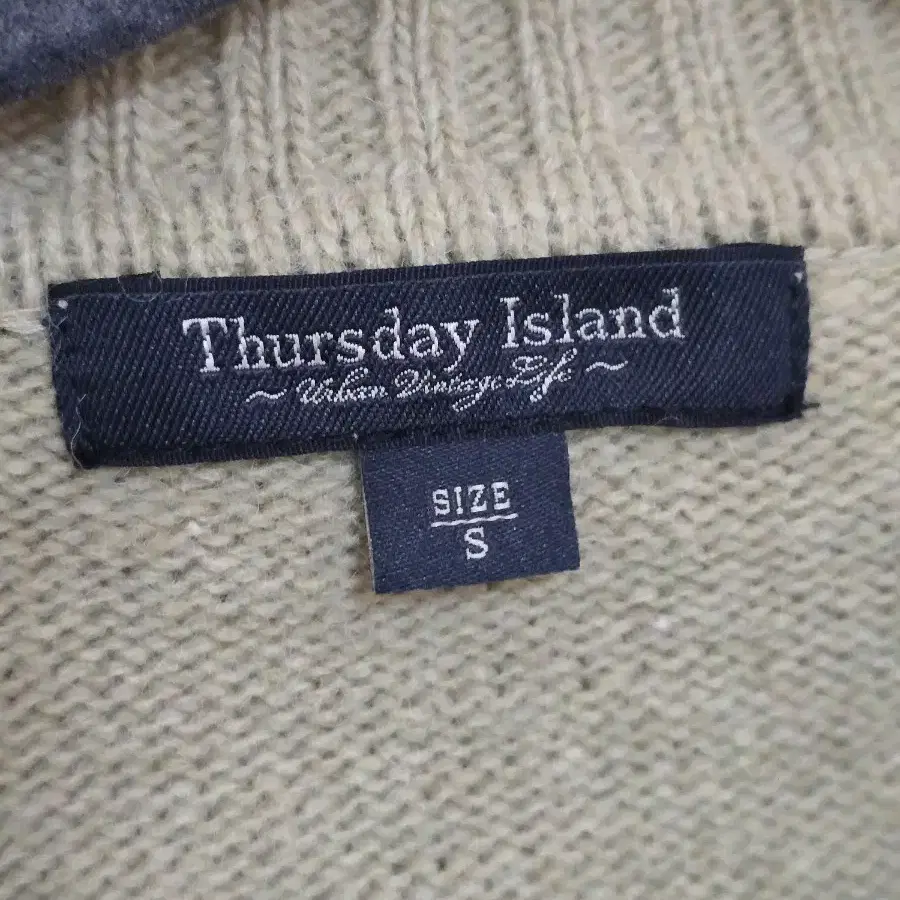 Thursday Island
~ Urban Vintage Life ~
SIZE
S